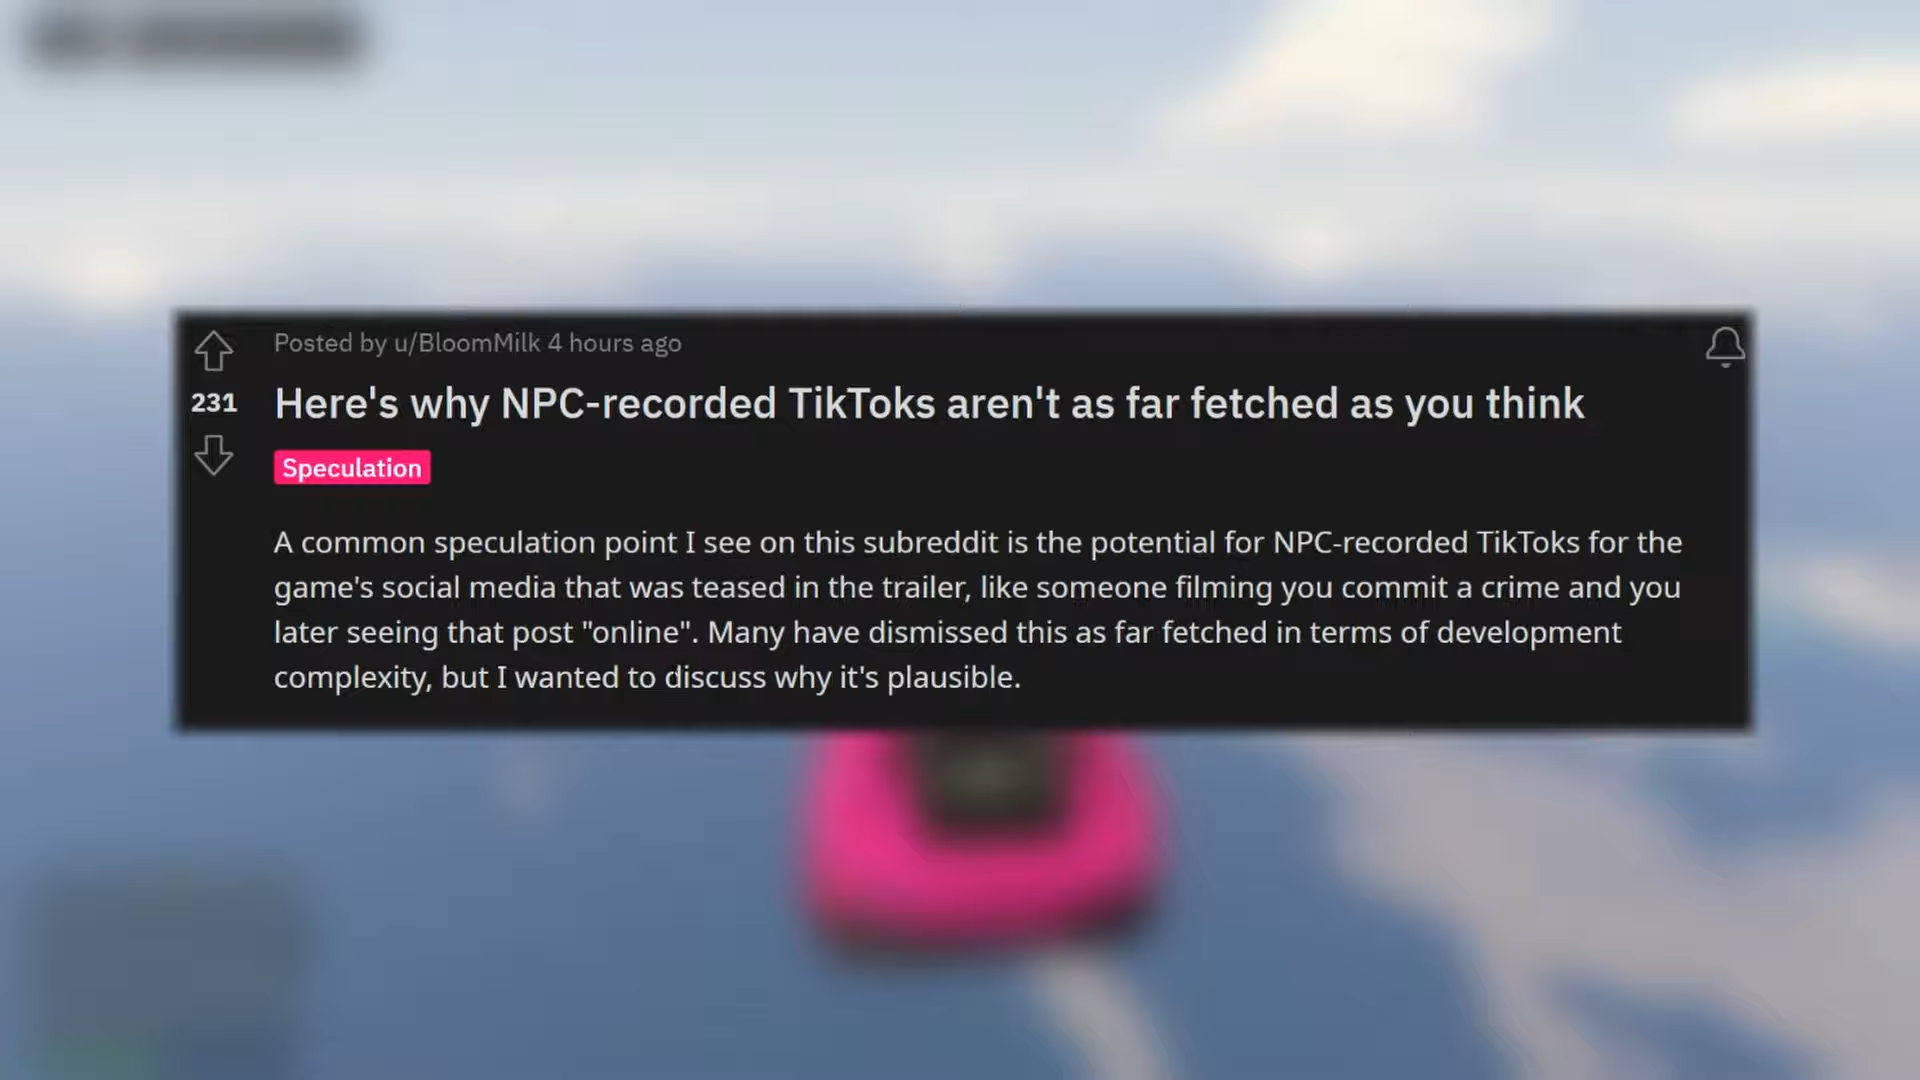 Posted by u/BloomMilk 4 hours ago
231
Here's why NPC-recorded TikToks aren't as far fetched as you think
Speculation
A common speculation point I see on this subreddit is the potential for NPC-recorded TikToks for the
game's social media that was teased in the trailer, like someone filming you commit a crime and you
later seeing that post "online". Many have dismissed this as far fetched in terms of development
complexity, but I wanted to discuss why it's plausible.